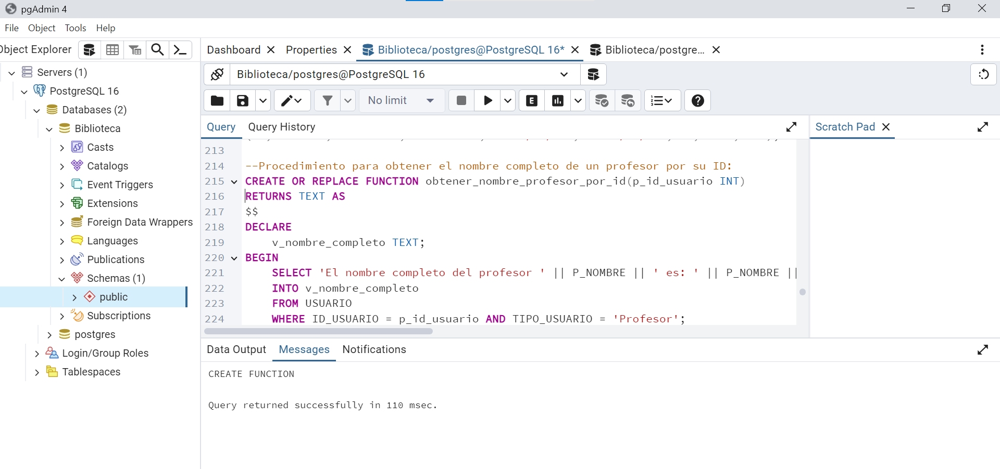 pgAdmin 4
File Object Tools Help
Object Explorer
Servers (1)
PostgreSQL 16
Databases (2)
Biblioteca
Casts
Catalogs
Event Triggers
Extensions
Foreign Data Wrappers
Languages
Publications
Schemas (1)
public
Subscriptions
postgres
Login/Group Roles
Tablespaces
Dashboard Properties Biblioteca/postgres@PostgreSQL 16* Biblioteca/postgre...
Biblioteca/postgres@PostgreSQL 16
No limit E
Query Query History
213
214 --Procedimiento para obtener el nombre completo de un profesor por su ID:
215 CREATE OR REPLACE FUNCTION obtener_nombre_profesor_por_id(p_id_usuario INT)
216 RETURNS TEXT AS
217 $$
218 DECLARE
219 v_nombre_completo TEXT;
220 BEGIN
221 SELECT 'El nombre completo del profesor ' || P_NOMBRE || ' es: ' || P_NOMBRE ||
222 INTO v_nombre_completo
223 FROM USUARIO
224 WHERE ID_USUARIO = p_id_usuario AND TIPO_USUARIO = 'Profesor';
Scratch Pad
Data Output Messages Notifications
CREATE FUNCTION
Query returned successfully in 110 msec.